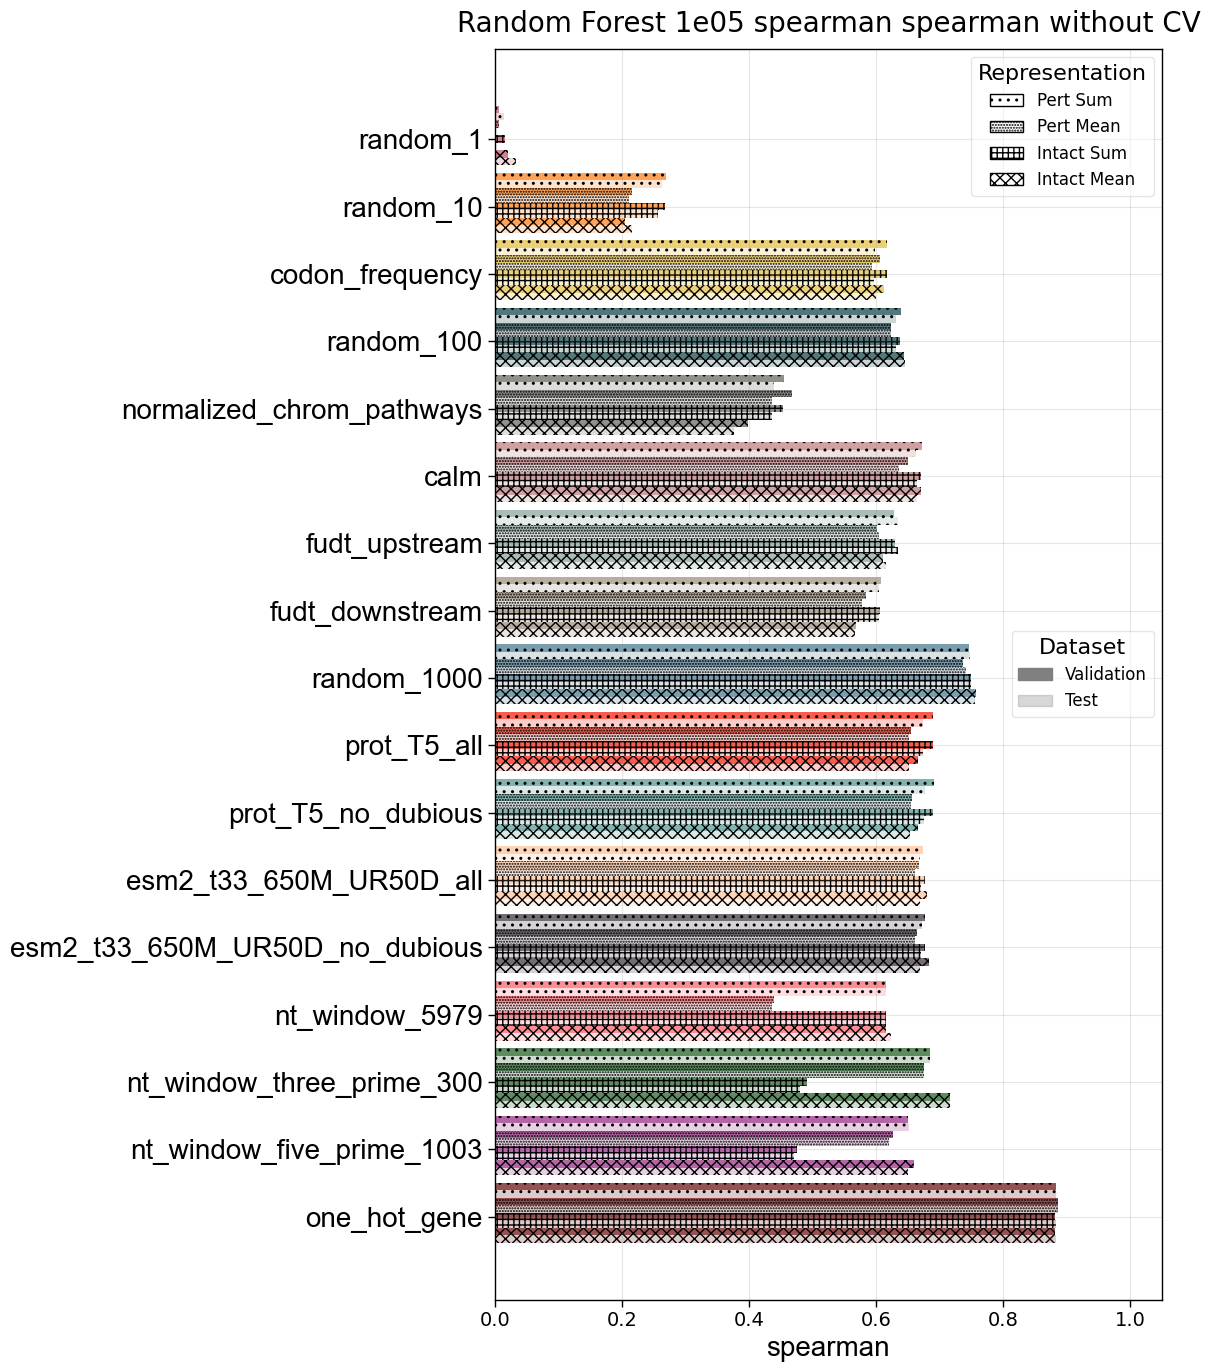 Random Forest 1e05 spearman spearman without CV
Representation
Pert Sum
Pert Mean
Intact Sum
Intact Mean
random_1
random_10
codon_frequency
random_100
normalized_chrom_pathways
calm
fudt_upstream
fudt_downstream
Dataset
Validation
Test
random_1000
prot_T5_all
prot_T5_no_dubious
esm2_t33_650M_UR50D_all
esm2_t33_650M_UR50D_no_dubious
nt_window_5979
nt_window_three_prime_300
nt_window_five_prime_1003
one_hot_gene
0.0 0.2 0.4 0.6 0.8 1.0
spearman